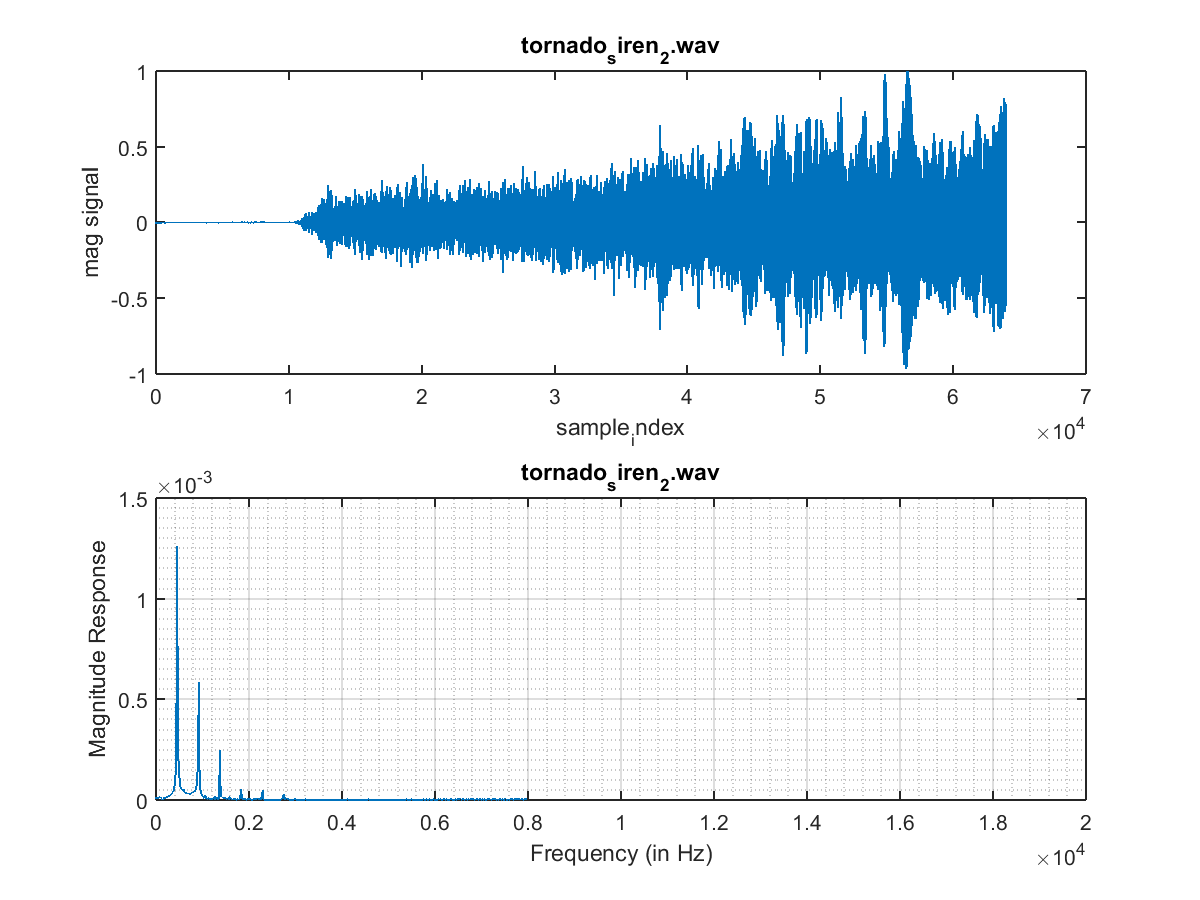 tornado_siren_2.wav
1
0.5
0
-0.5
-1
mag signal
0 1 2 3 4 5 6 7
×10^4
sample_index
tornado_siren_2.wav
×10^-3
1.5
1
0.5
0
Magnitude Response
0 0.2 0.4 0.6 0.8 1 1.2 1.4 1.6 1.8 2
×10^4
Frequency (in Hz)